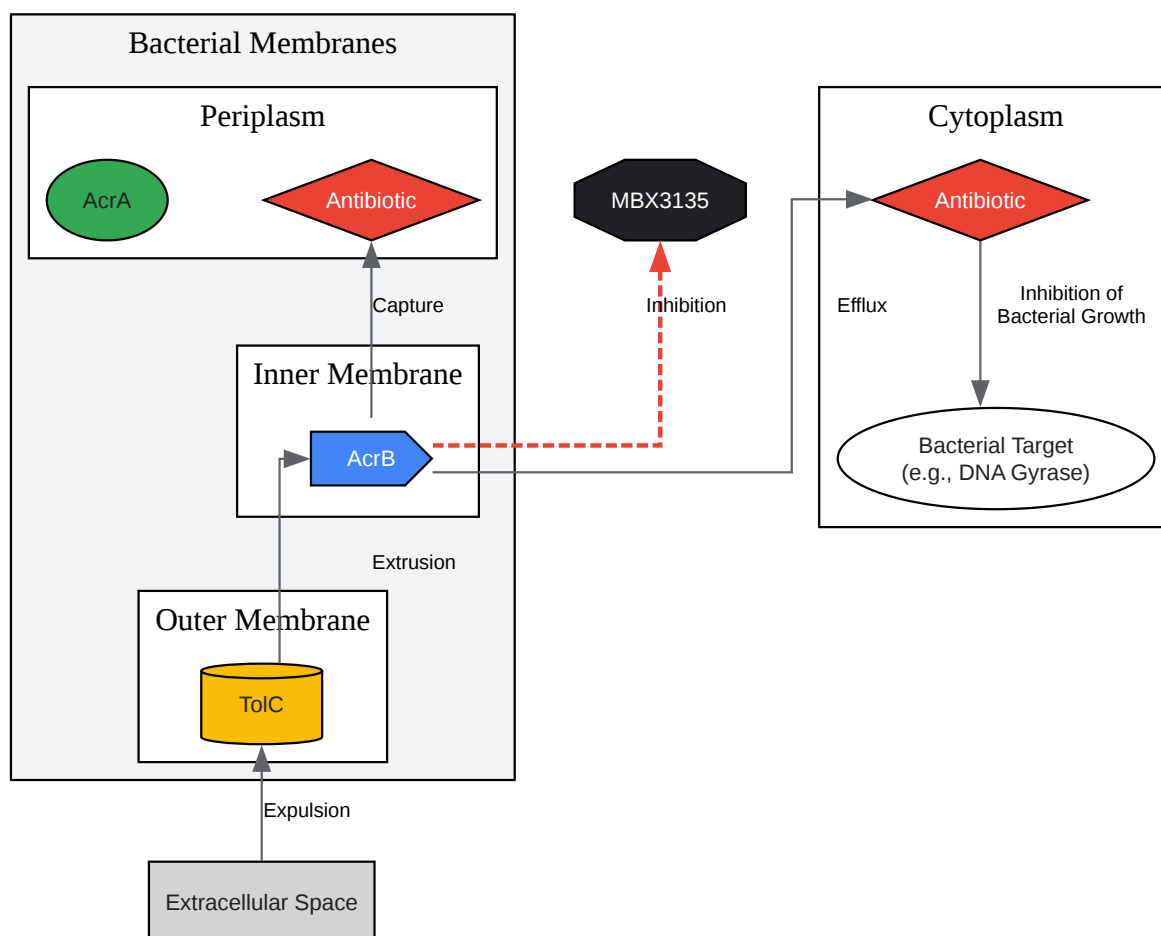 Bacterial Membranes
Periplasm
Cytoplasm
AcrA
Antibiotic
MBX3135
Antibiotic
Capture
Inhibition
Efflux
Inhibition of
Bacterial Growth
Inner Membrane
AcrB
Bacterial Target
(e.g., DNA Gyrase)
Extrusion
Outer Membrane
TolC
Expulsion
Extracellular Space